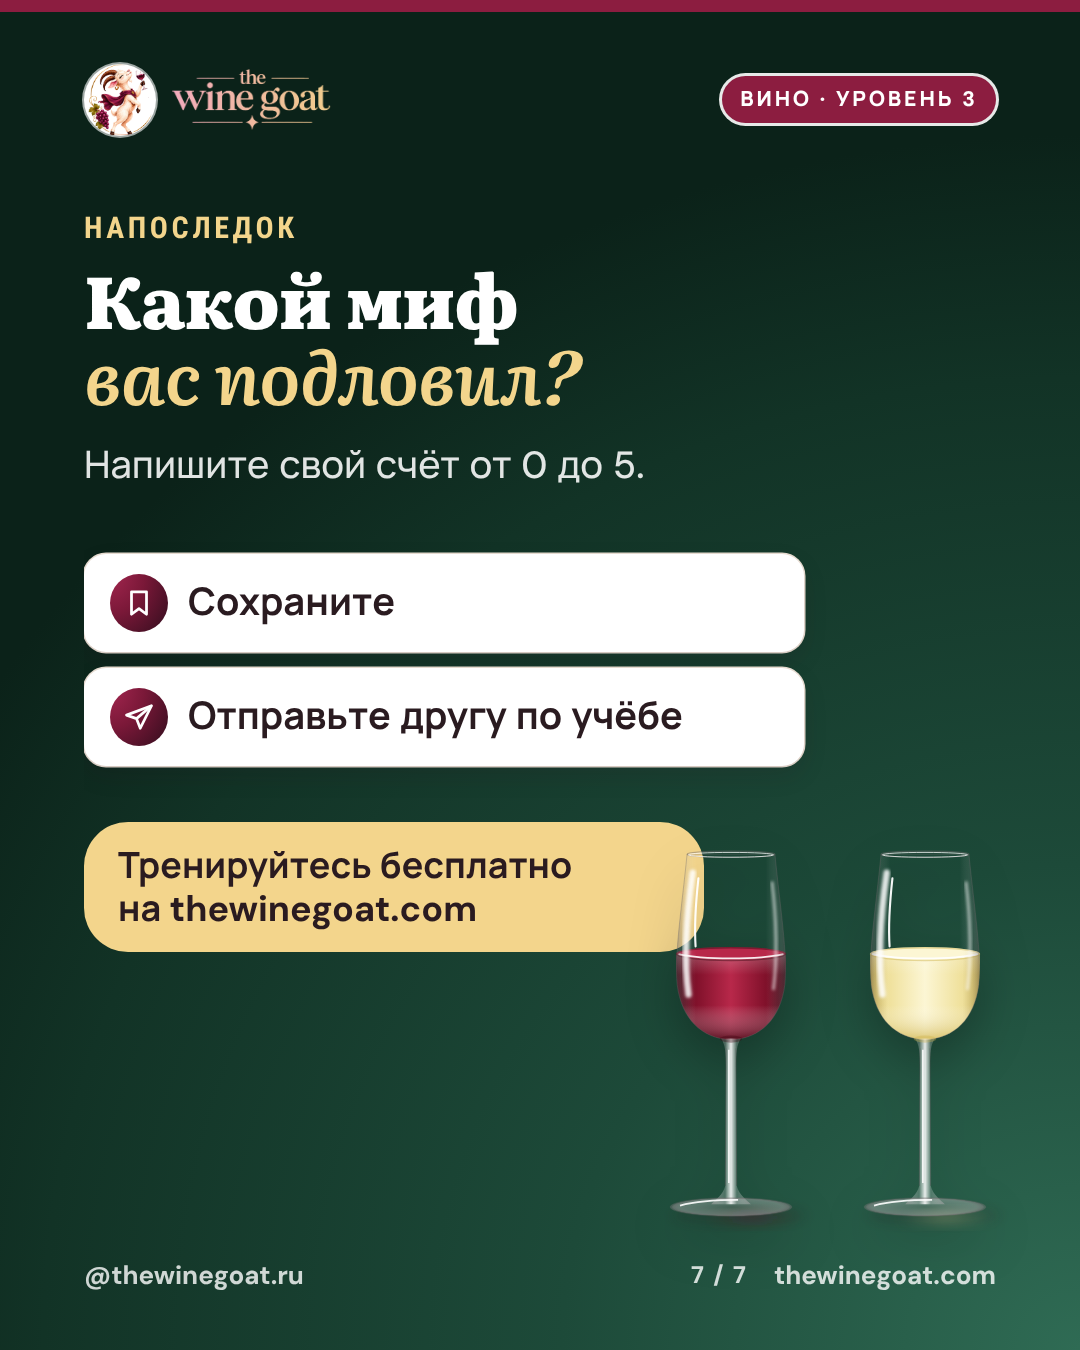 the
wine goat
ВИНО · УРОВЕНЬ 3
НАПОСЛЕДОК
Какой миф
вас подловил?
Напишите свой счёт от 0 до 5.
Сохраните
Отправьте другу по учёбе
Тренируйтесь бесплатно
на thewinegoat.com
@thewinegoat.ru
7 / 7
thewinegoat.com